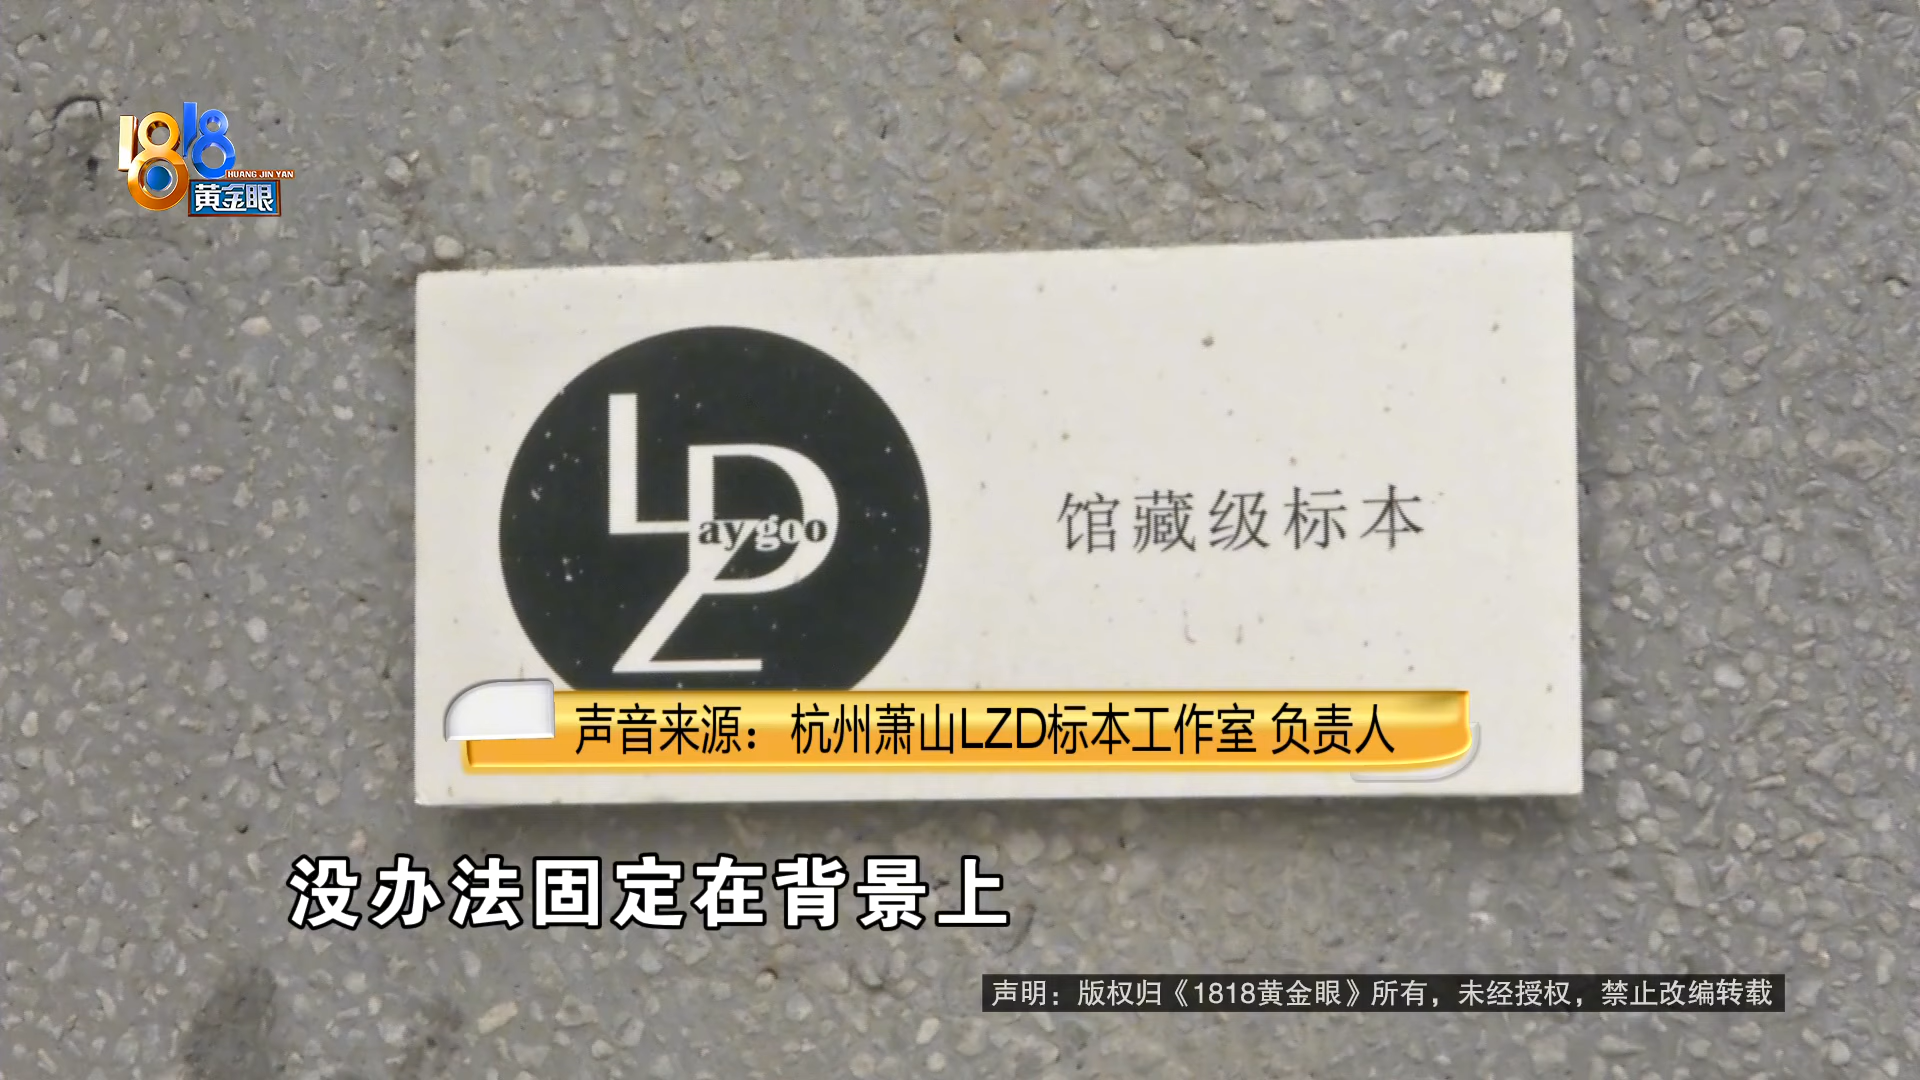 1818
HUANG JIN YAN
黄金眼
LDZ
aygoo
馆藏级标本
声音来源：杭州萧山LZD标本工作室 负责人
没办法固定在背景上
声明：版权归《1818黄金眼》所有，未经授权，禁止改编转载